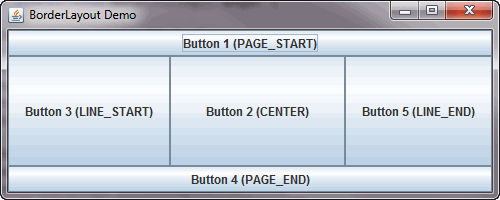 BorderLayout Demo
Button 1 (PAGE_START)
Button 3 (LINE_START) Button 2 (CENTER) Button 5 (LINE_END)
Button 4 (PAGE_END)